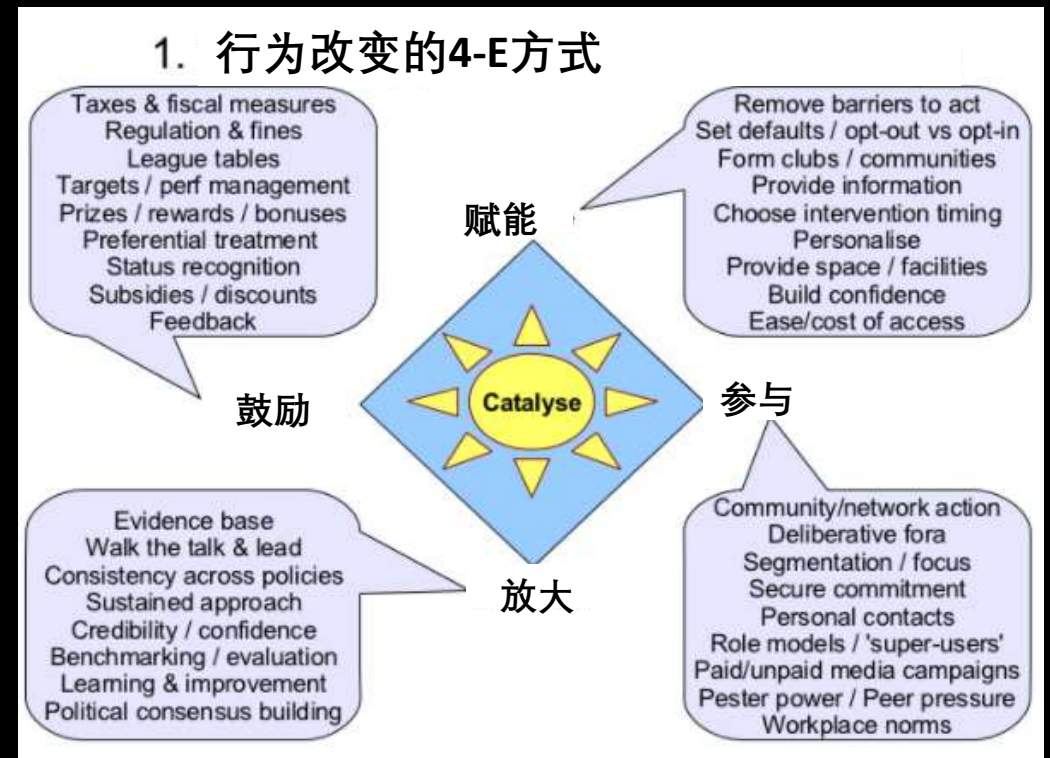 1. 行为改变的4-E方式
Taxes & fiscal measures
Regulation & fines
League tables
Targets / perf management
Prizes / rewards / bonuses
Preferential treatment
Status recognition
Subsidies / discounts
Feedback
鼓励
Remove barriers to act
Set defaults / opt-out vs opt-in
Form clubs / communities
Provide information
Choose intervention timing
Personalise
Provide space / facilities
Build confidence
Ease/cost of access
赋能
Catalyse
参与
Evidence base
Walk the talk & lead
Consistency across policies
Sustained approach
Credibility / confidence
Benchmarking / evaluation
Learning & improvement
Political consensus building
放大
Community/network action
Deliberative fora
Segmentation / focus
Secure commitment
Personal contacts
Role models / 'super-users'
Paid/unpaid media campaigns
Pester power / Peer pressure
Workplace norms